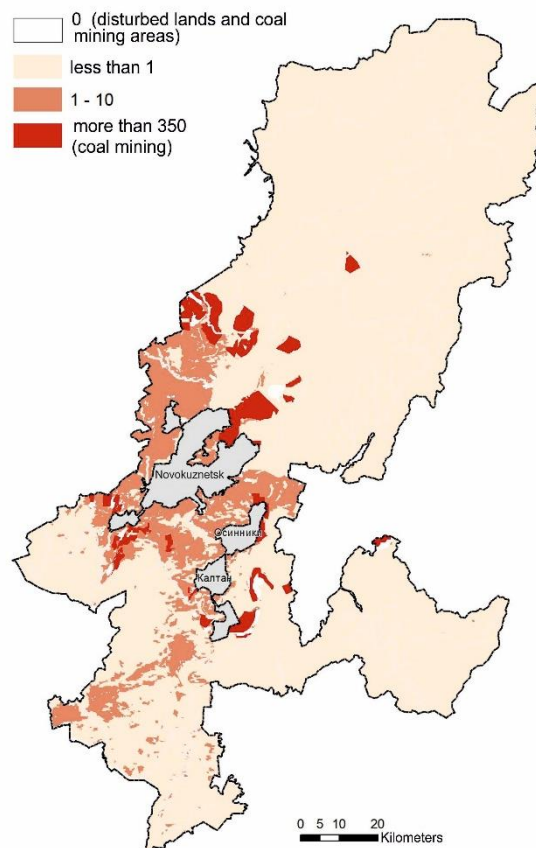 0 (disturbed lands and coal
mining areas)
less than 1
1 - 10
more than 350
(coal mining)
Novokuznetsk
Осинники
Калтан
0 5 10 20
Kilometers